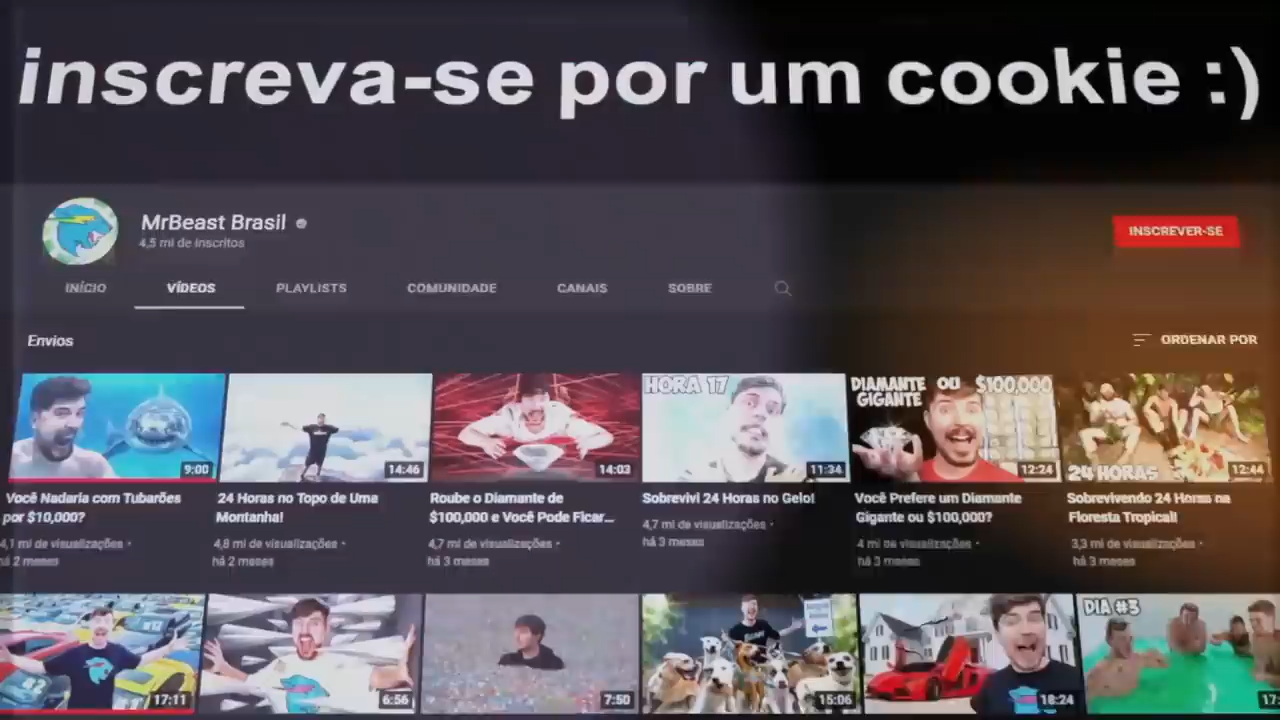 inscreva-se por um cookie :)
MrBeast Brasil
4,5 mi de inscritos
INSCREVER-SE
INÍCIO VÍDEOS PLAYLISTS COMUNIDADE CANAIS SOBRE
Envios
ORDENAR POR
HORA 17
DIAMANTE OU $100,000
GIGANTE
24 HORAS
9:00 14:46 14:03 11:34 12:24 12:44
Você Nadaria com Tubarões
por $10,000?
4,1 mi de visualizações •
há 2 meses
24 Horas no Topo de Uma
Montanha!
4,8 mi de visualizações •
há 2 meses
Roube o Diamante de
$100,000 e Você Pode Ficar...
4,7 mi de visualizações •
há 3 meses
Sobrevivi 24 Horas no Gelo!
4,7 mi de visualizações •
há 3 meses
Você Prefere um Diamante
Gigante ou $100,000?
4 mi de visualizações •
há 3 meses
Sobrevivendo 24 Horas na
Floresta Tropical!
3,3 mi de visualizações •
há 3 meses
DIA #3
17:11 6:56 7:50 15:06 18:24 17: